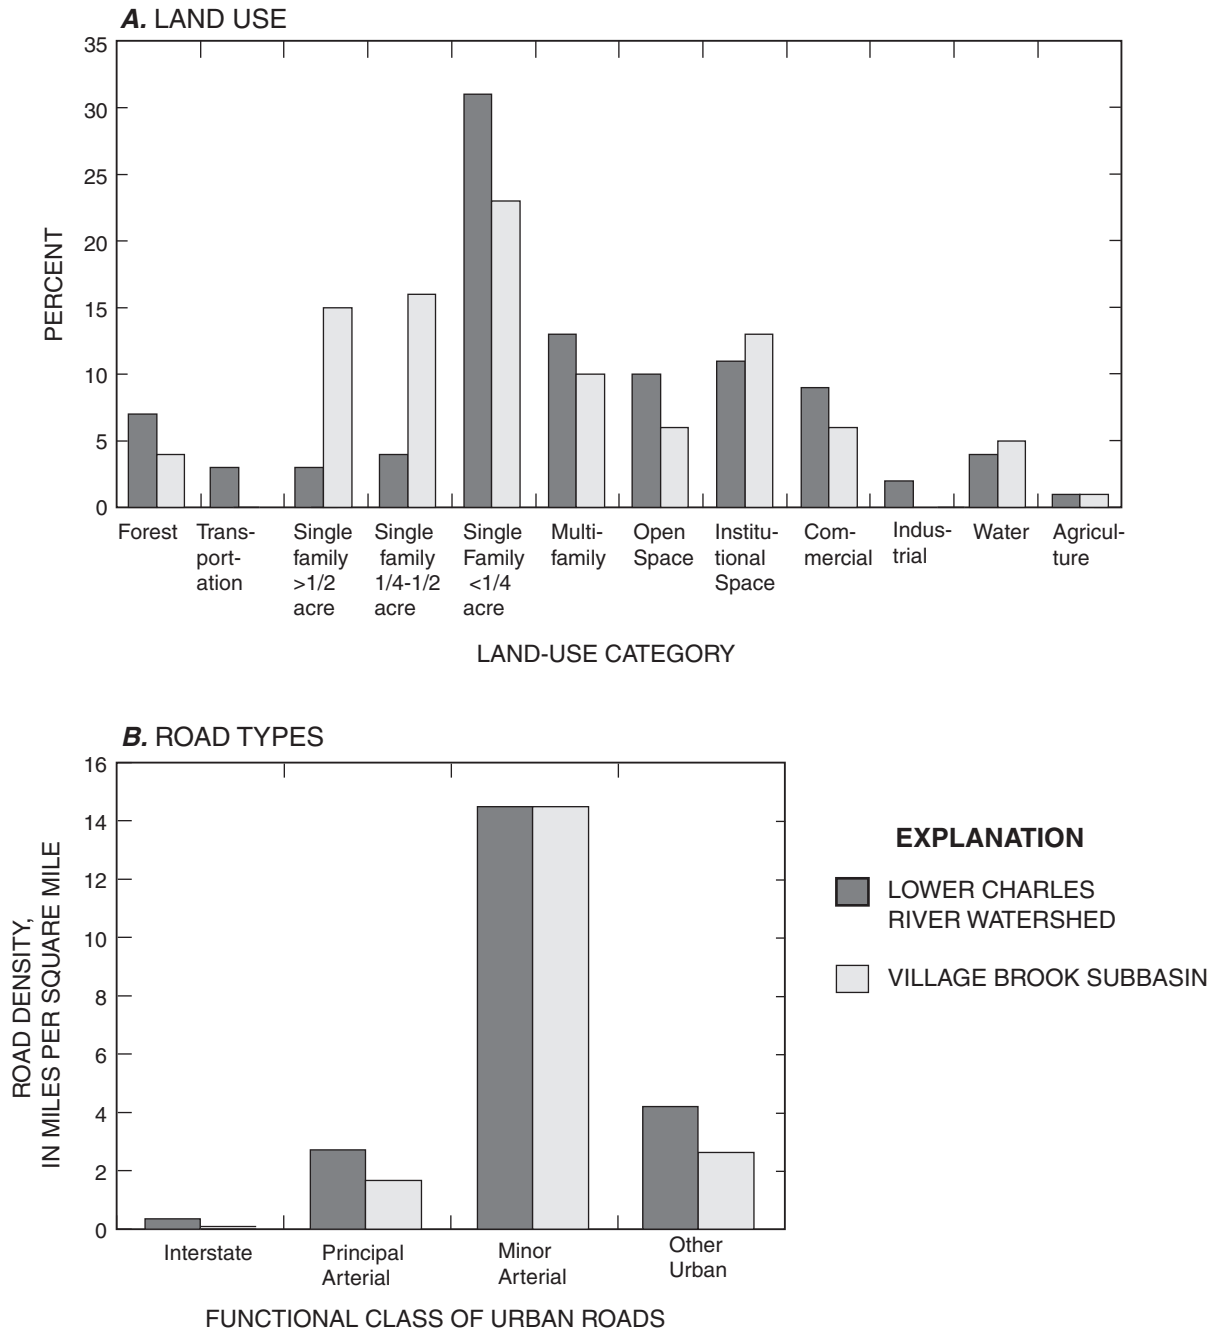 A. LAND USE
35
30
25
20
15
10
5
0
PERCENT
Forest
Trans-
port-
ation
Single
family
>1/2
acre
Single
family
1/4-1/2
acre
Single
Family
<1/4
acre
Multi-
family
Open
Space
Institu-
tional
Space
Com-
mercial
Indus-
trial
Water
Agricul-
ture
LAND-USE CATEGORY
B. ROAD TYPES
16
14
12
10
8
6
4
2
0
ROAD DENSITY,
IN MILES PER SQUARE MILE
Interstate
Principal
Arterial
Minor
Arterial
Other
Urban
FUNCTIONAL CLASS OF URBAN ROADS
EXPLANATION
LOWER CHARLES
RIVER WATERSHED
VILLAGE BROOK SUBBASIN